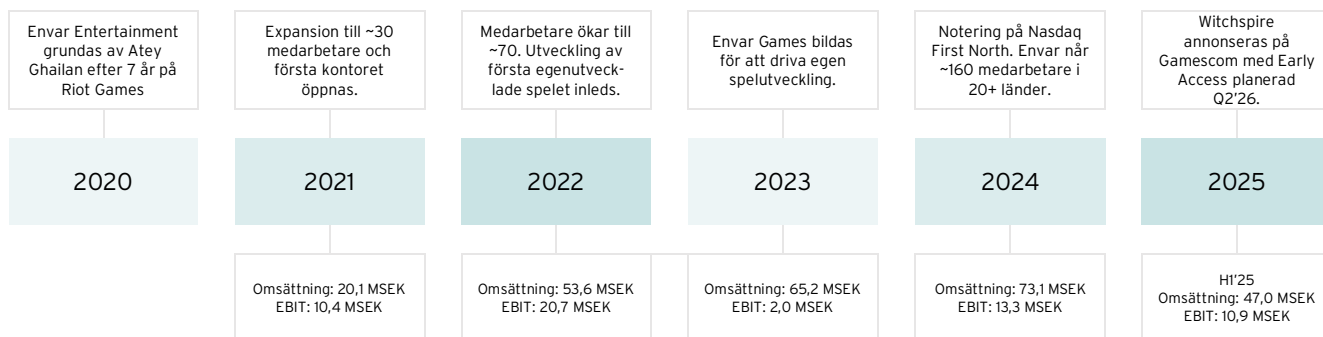 Envar Entertainment
grundas av Atey
Ghailan efter 7 år på
Riot Games
Expansion till ~30
medarbetare och
första kontoret
öppnas.
Medarbetare ökar till
~70. Utveckling av
första egenutveck-
lade spelet inleds.
Envar Games bildas
för att driva egen
spelutveckling.
Notering på Nasdaq
First North. Envar når
~160 medarbetare i
20+ länder.
Witchspire
annonseras på
Gamescom med Early
Access planerad
Q2'26.
2020
2021
2022
2023
2024
2025
Omsättning: 20,1 MSEK
EBIT: 10,4 MSEK
Omsättning: 53,6 MSEK
EBIT: 20,7 MSEK
Omsättning: 65,2 MSEK
EBIT: 2,0 MSEK
Omsättning: 73,1 MSEK
EBIT: 13,3 MSEK
H1'25
Omsättning: 47,0 MSEK
EBIT: 10,9 MSEK